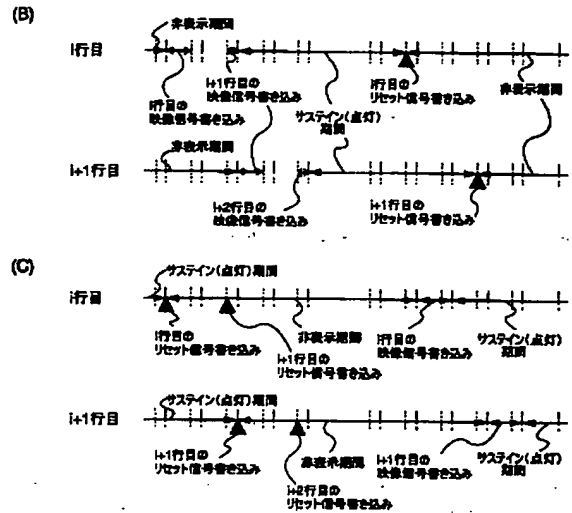 (B)
非表示期間
i行目
i行目の
映像信号書き込み
i+1行目の
映像信号書き込み
サステイン(点灯)
期間
i行目の
リセット信号書き込み
非表示期間
非表示期間
i+1行目
i+2行目の
映像信号書き込み
i+1行目の
リセット信号書き込み
(C)
サステイン(点灯)期間
i行目
i行目の
リセット信号書き込み
i+1行目の
リセット信号書き込み
非表示期間
i行目の
映像信号書き込み
サステイン(点灯)
期間
サステイン(点灯)期間
i+1行目
i+1行目の
リセット信号書き込み
i+2行目の
リセット信号書き込み
非表示期間
i+1行目の
映像信号書き込み
サステイン(点灯)
期間